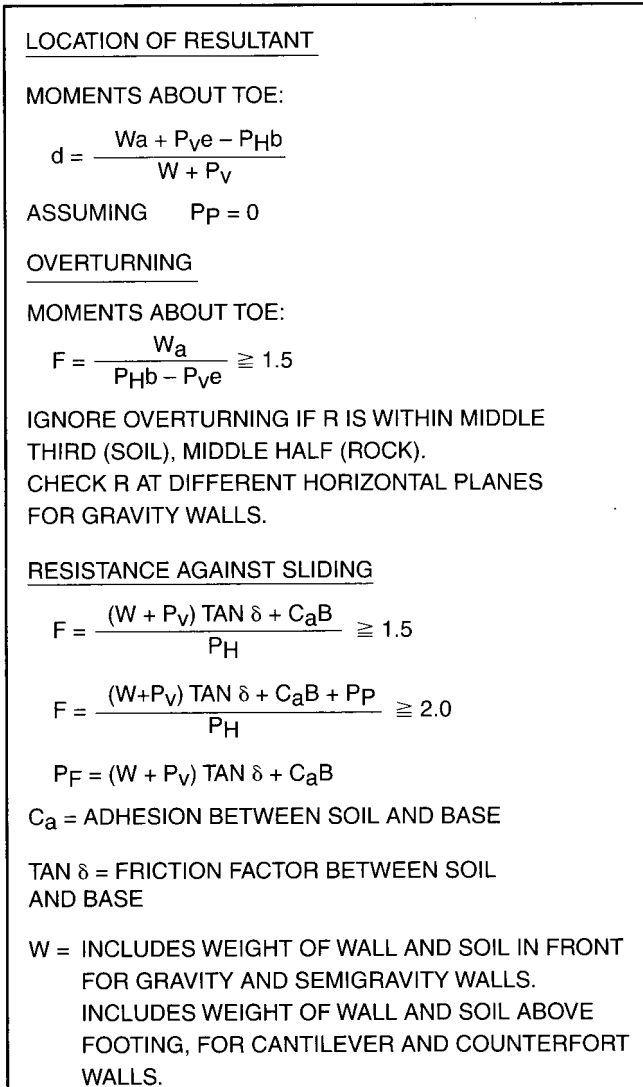 LOCATION OF RESULTANT
MOMENTS ABOUT TOE:
d = (Wa + Pve – PHb) / (W + Pv)
ASSUMING PP = 0
OVERTURNING
MOMENTS ABOUT TOE:
F = Wa / (PHb – Pve) ≧ 1.5
IGNORE OVERTURNING IF R IS WITHIN MIDDLE
THIRD (SOIL), MIDDLE HALF (ROCK).
CHECK R AT DIFFERENT HORIZONTAL PLANES
FOR GRAVITY WALLS.
RESISTANCE AGAINST SLIDING
F = ((W + Pv) TAN δ + CaB) / PH ≧ 1.5
F = ((W+Pv) TAN δ + CaB + PP) / PH ≧ 2.0
PF = (W + Pv) TAN δ + CaB
Ca = ADHESION BETWEEN SOIL AND BASE
TAN δ = FRICTION FACTOR BETWEEN SOIL
AND BASE
W = INCLUDES WEIGHT OF WALL AND SOIL IN FRONT
FOR GRAVITY AND SEMIGRAVITY WALLS.
INCLUDES WEIGHT OF WALL AND SOIL ABOVE
FOOTING, FOR CANTILEVER AND COUNTERFORT
WALLS.